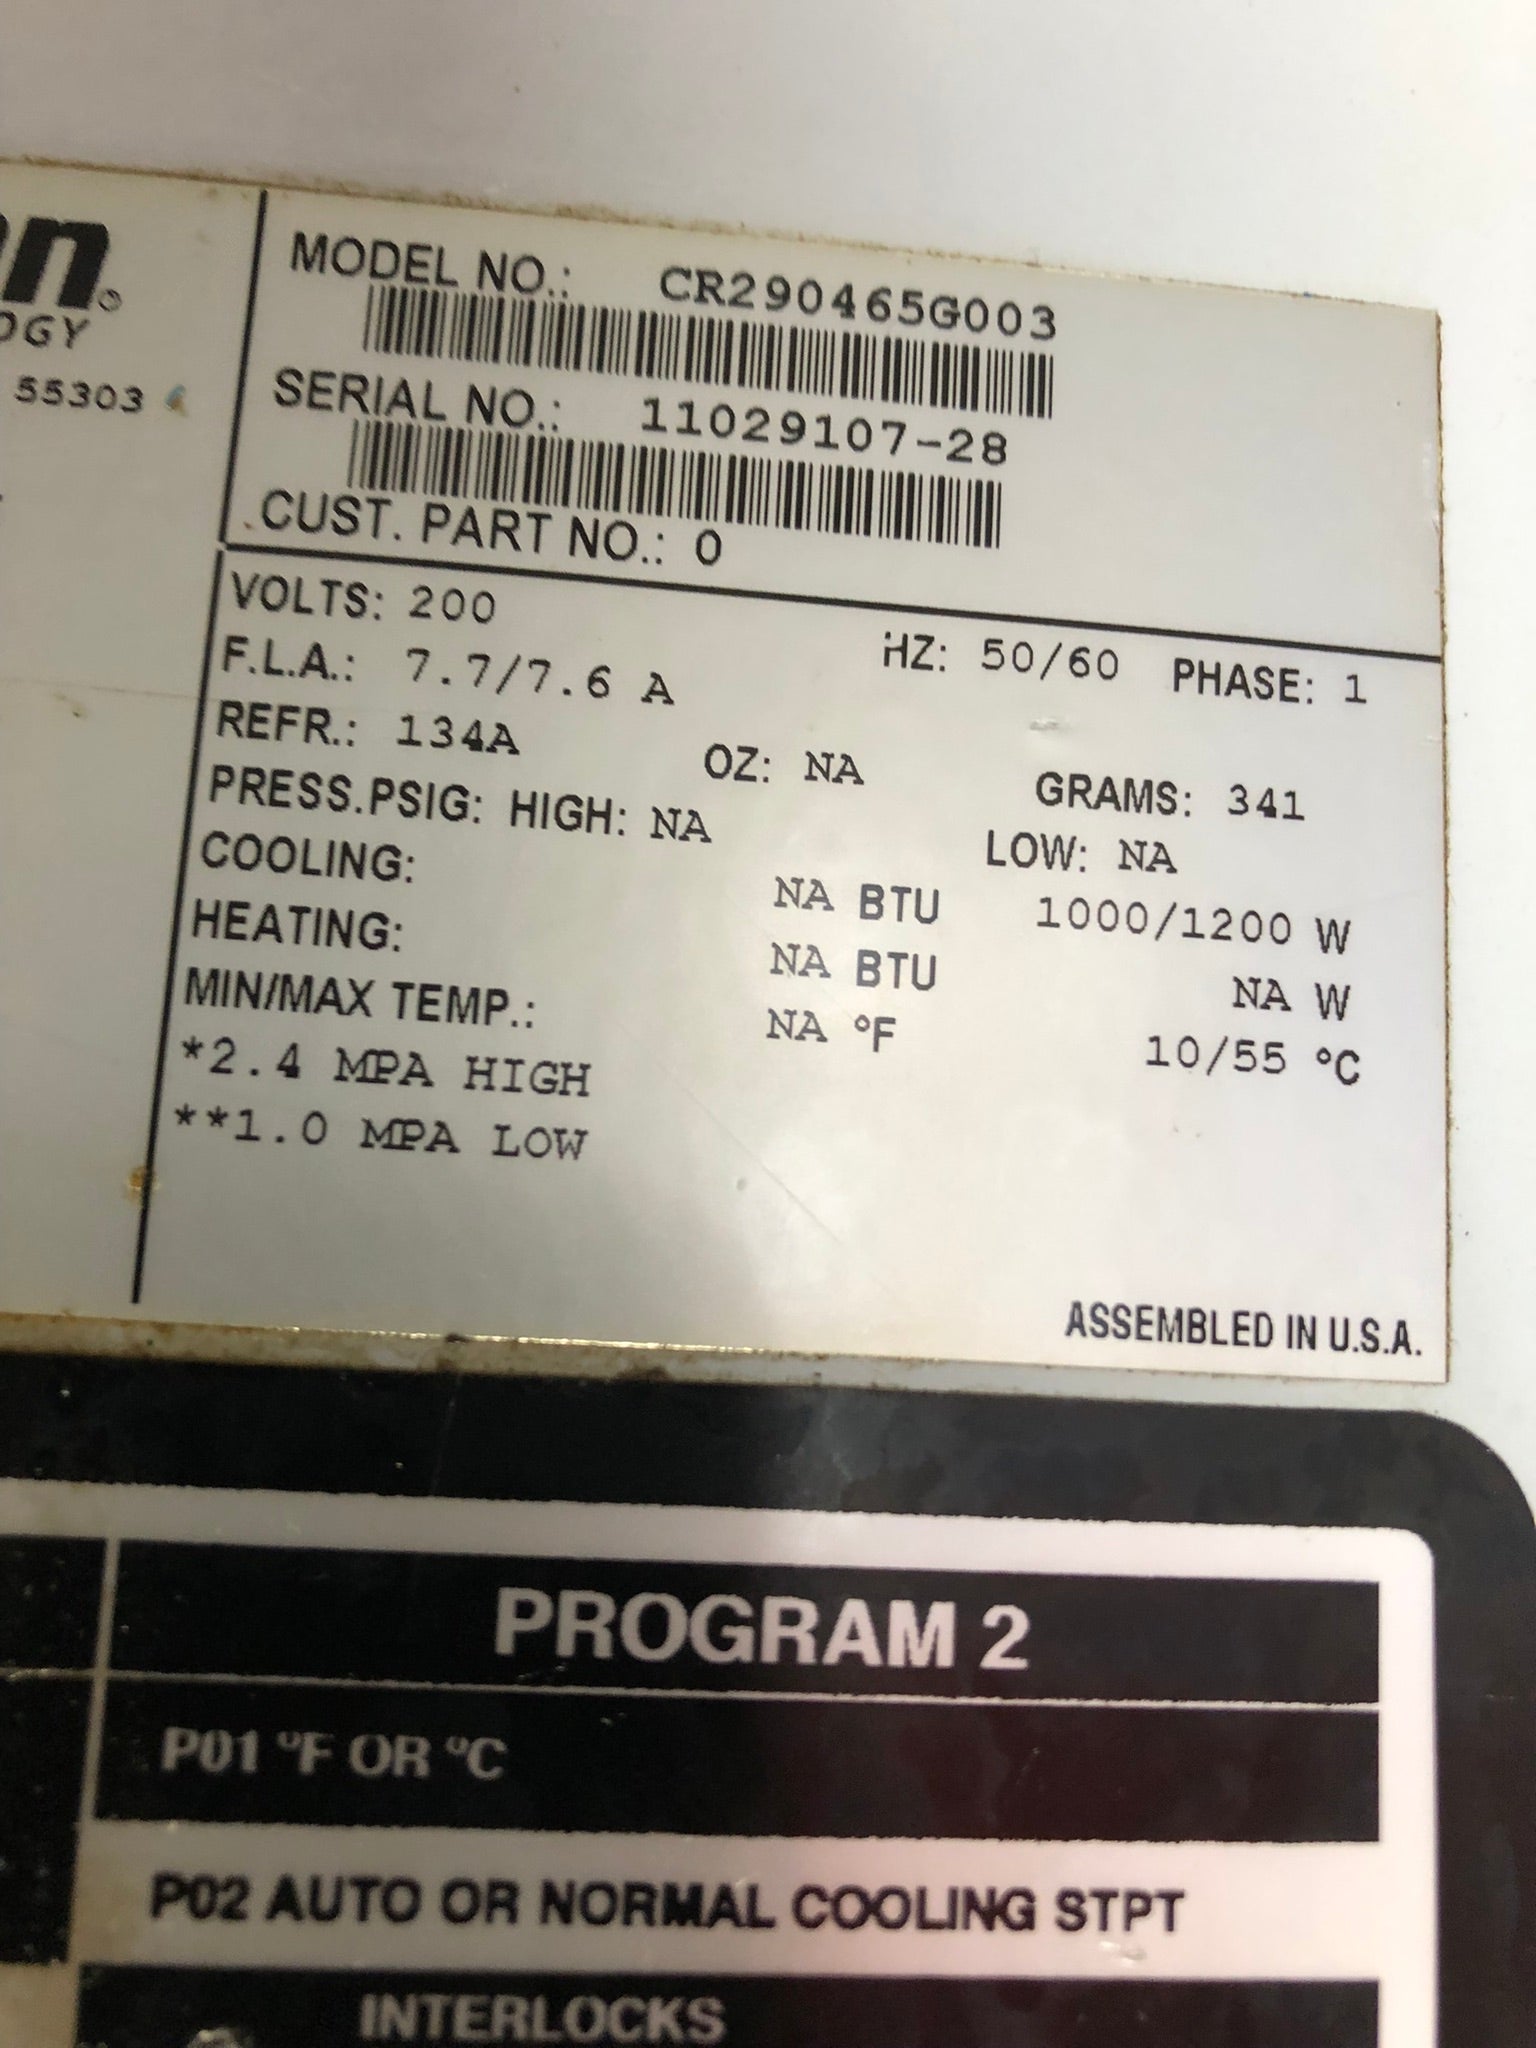 n®
OGY
55303
MODEL NO.: CR290465G003
SERIAL NO.: 11029107-28
CUST. PART NO.: 0
VOLTS: 200 HZ: 50/60 PHASE: 1
F.L.A.: 7.7/7.6 A
REFR.: 134A OZ: NA GRAMS: 341
PRESS.PSIG: HIGH: NA LOW: NA
COOLING: NA BTU 1000/1200 W
HEATING: NA BTU NA W
MIN/MAX TEMP.: NA °F 10/55 °C
*2.4 MPA HIGH
**1.0 MPA LOW
ASSEMBLED IN U.S.A.
PROGRAM 2
P01 °F OR °C
P02 AUTO OR NORMAL COOLING STPT
INTERLOCKS